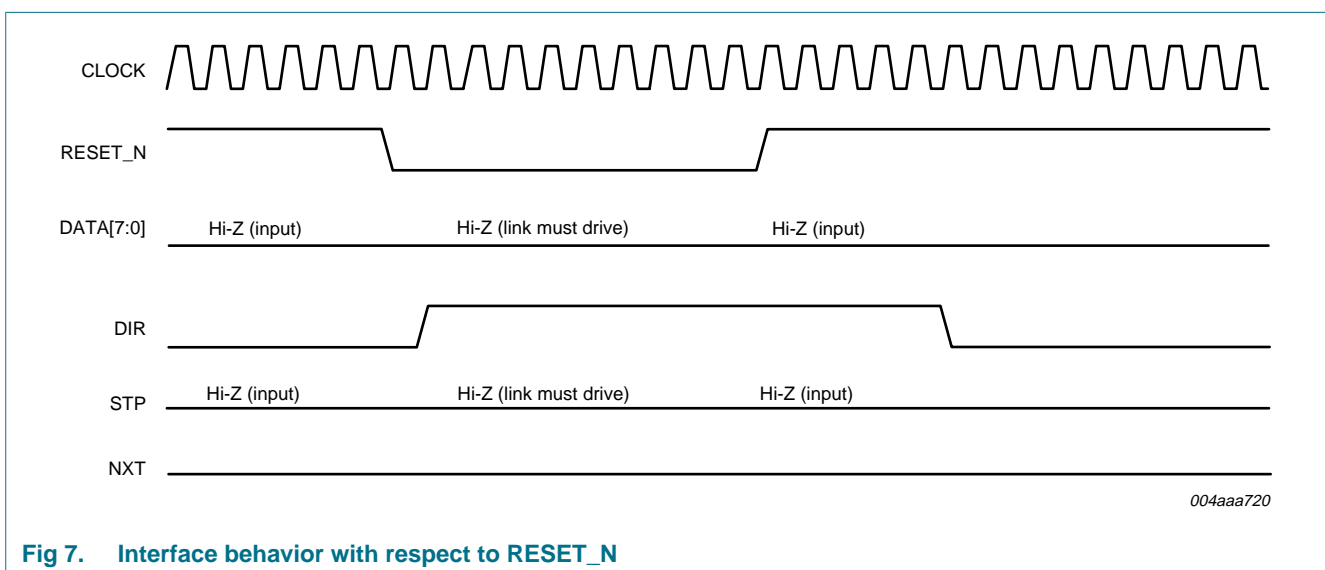 CLOCK
RESET_N
DATA[7:0] Hi-Z (input) Hi-Z (link must drive) Hi-Z (input)
DIR
STP Hi-Z (input) Hi-Z (link must drive) Hi-Z (input)
NXT
004aaa720
Fig 7. Interface behavior with respect to RESET_N